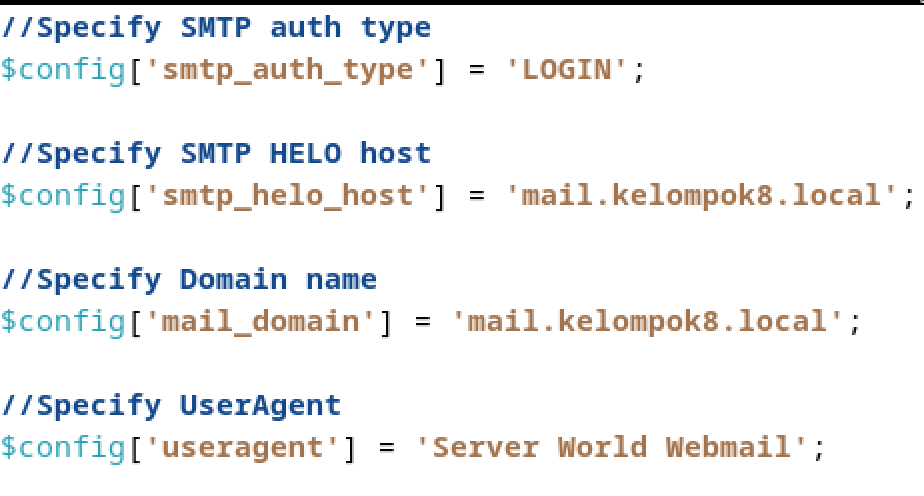 //Specify SMTP auth type
$config['smtp_auth_type'] = 'LOGIN';
//Specify SMTP HELO host
$config['smtp_helo_host'] = 'mail.kelompok8.local';
//Specify Domain name
$config['mail_domain'] = 'mail.kelompok8.local';
//Specify UserAgent
$config['useragent'] = 'Server World Webmail';